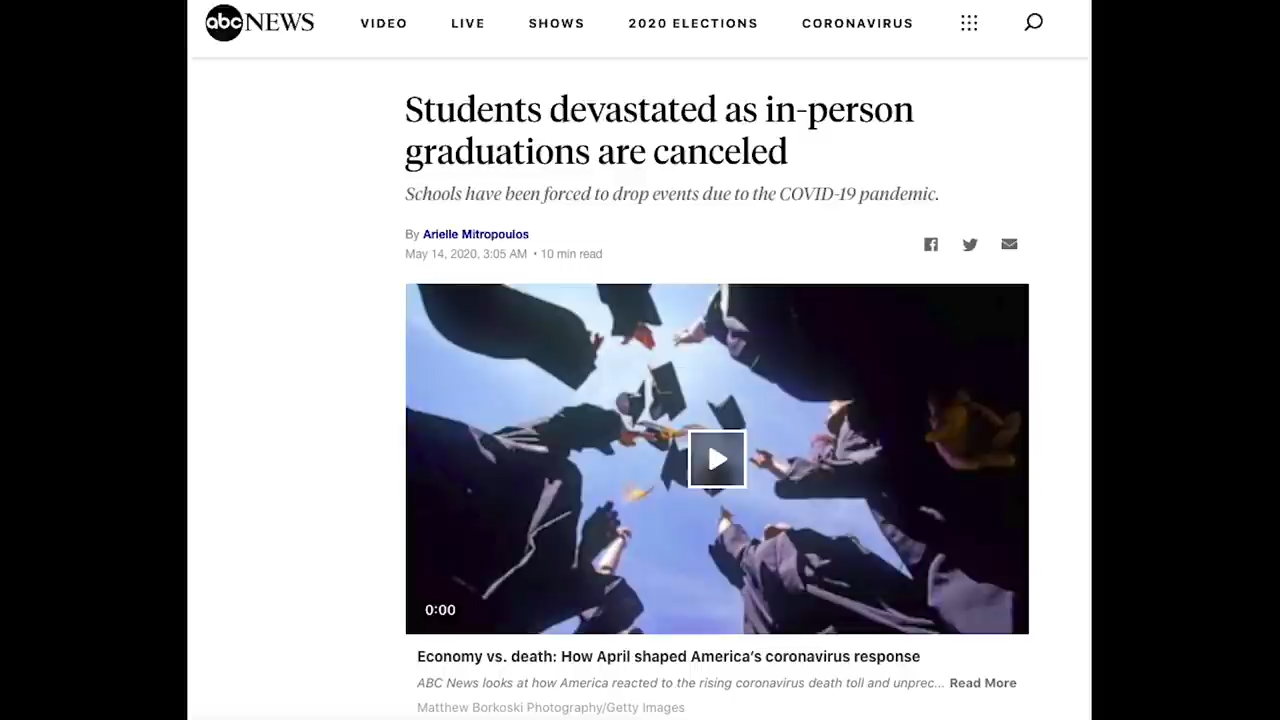 abc NEWS VIDEO LIVE SHOWS 2020 ELECTIONS CORONAVIRUS
Students devastated as in-person
graduations are canceled
Schools have been forced to drop events due to the COVID-19 pandemic.
By Arielle Mitropoulos
May 14, 2020, 3:05 AM • 10 min read
0:00
Economy vs. death: How April shaped America's coronavirus response
ABC News looks at how America reacted to the rising coronavirus death toll and unprec... Read More
Matthew Borkoski Photography/Getty Images